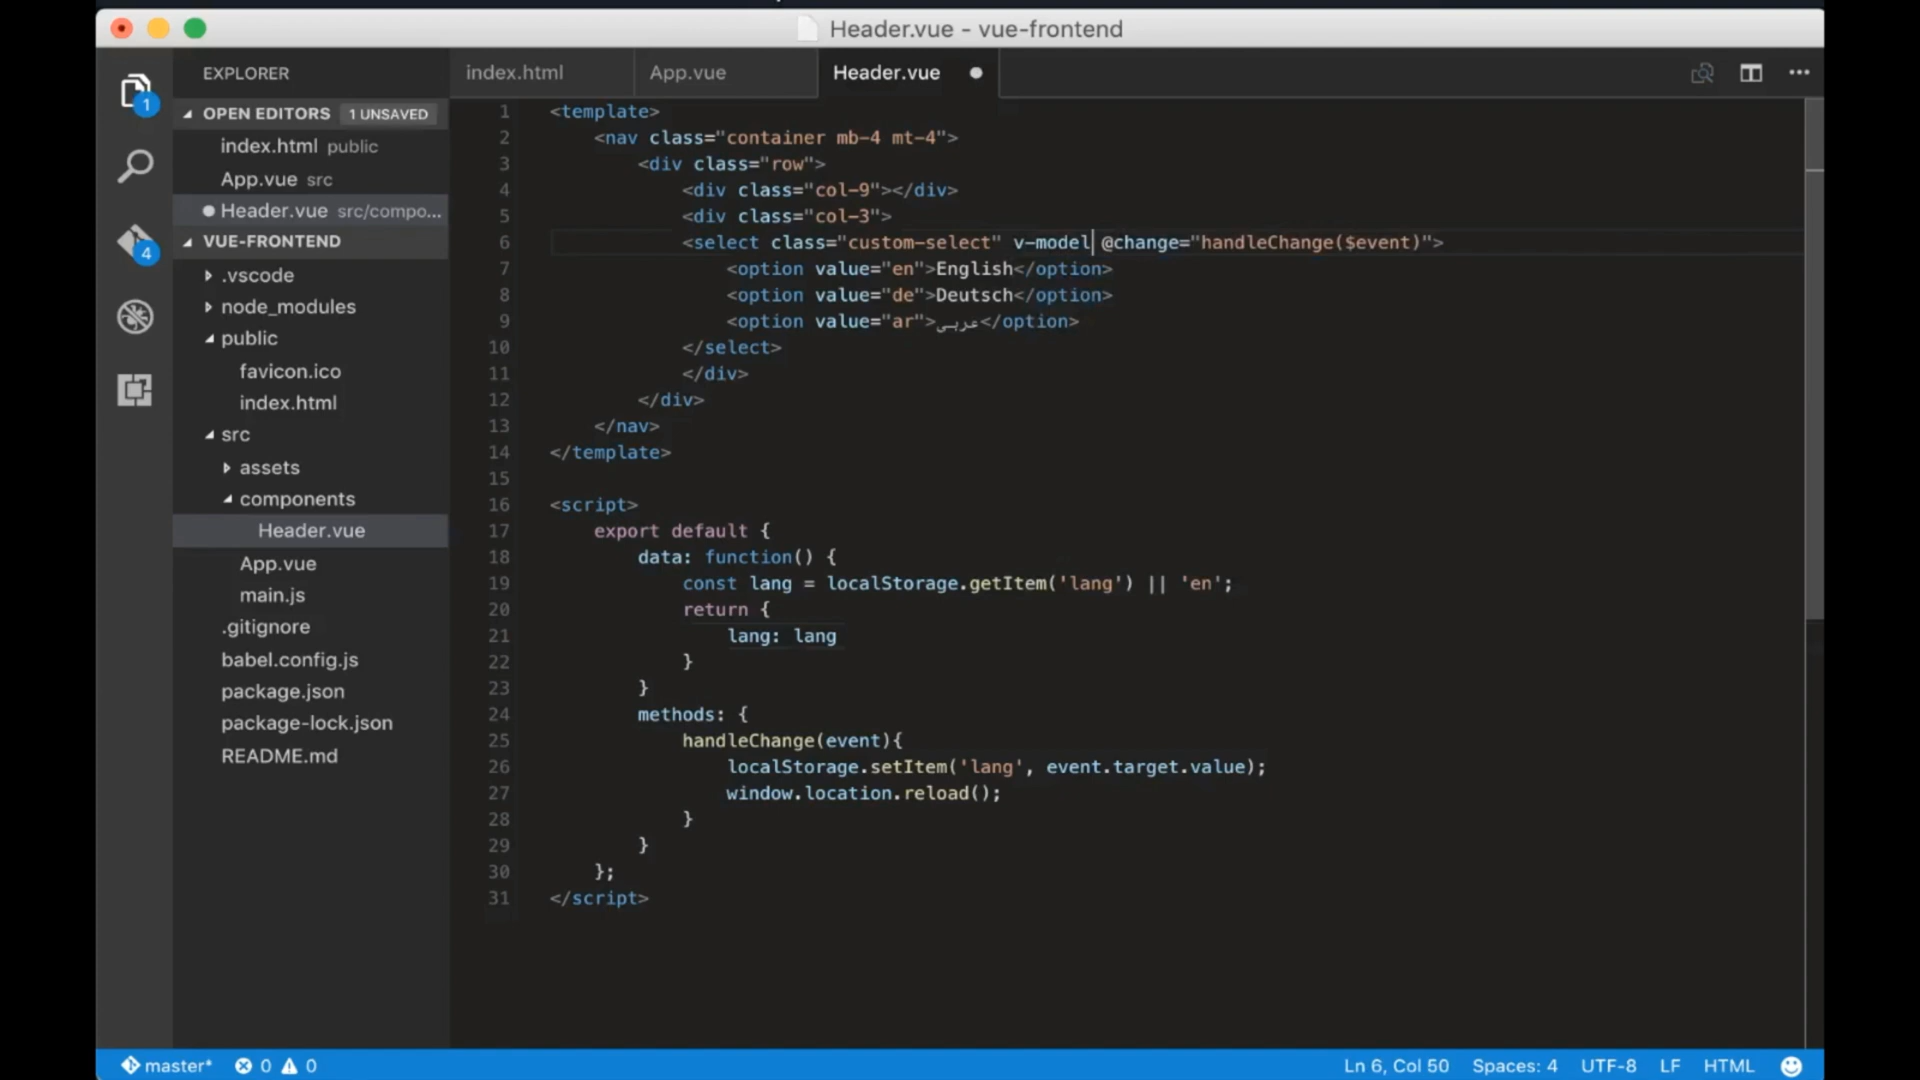 Header.vue - vue-frontend
EXPLORER
OPEN EDITORS 1 UNSAVED
index.html public
App.vue src
Header.vue src/compo...
VUE-FRONTEND
.vscode
node_modules
public
favicon.ico
index.html
src
assets
components
Header.vue
App.vue
main.js
.gitignore
babel.config.js
package.json
package-lock.json
README.md
1
4
index.html App.vue Header.vue
1 <template>
2 <nav class="container mb-4 mt-4">
3 <div class="row">
4 <div class="col-9"></div>
5 <div class="col-3">
6 <select class="custom-select" v-model @change="handleChange($event)">
7 <option value="en">English</option>
8 <option value="de">Deutsch</option>
9 <option value="ar">عربى</option>
10 </select>
11 </div>
12 </div>
13 </nav>
14 </template>
15
16 <script>
17 export default {
18 data: function() {
19 const lang = localStorage.getItem('lang') || 'en';
20 return {
21 lang: lang
22 }
23 }
24 methods: {
25 handleChange(event){
26 localStorage.setItem('lang', event.target.value);
27 window.location.reload();
28 }
29 }
30 };
31 </script>
master* 0 0 Ln 6, Col 50 Spaces: 4 UTF-8 LF HTML